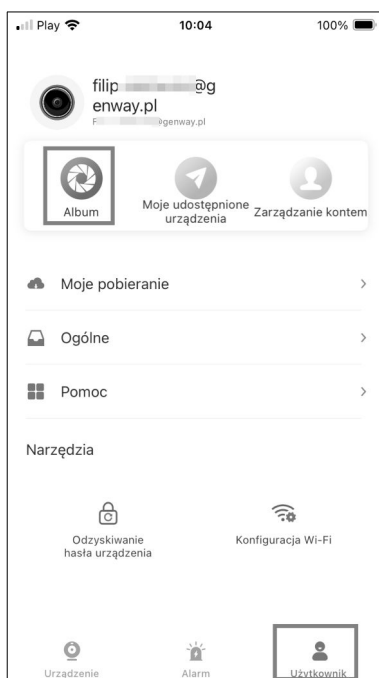 Play 10:04 100%
filip @g
enway.pl
genway.pl
Album
Moje udostępnione
urządzenia
Zarządzanie kontem
Moje pobieranie
Ogólne
Pomoc
Narzędzia
Odzyskiwanie
hasła urządzenia
Konfiguracja Wi-Fi
Urządzenie Alarm Użytkownik